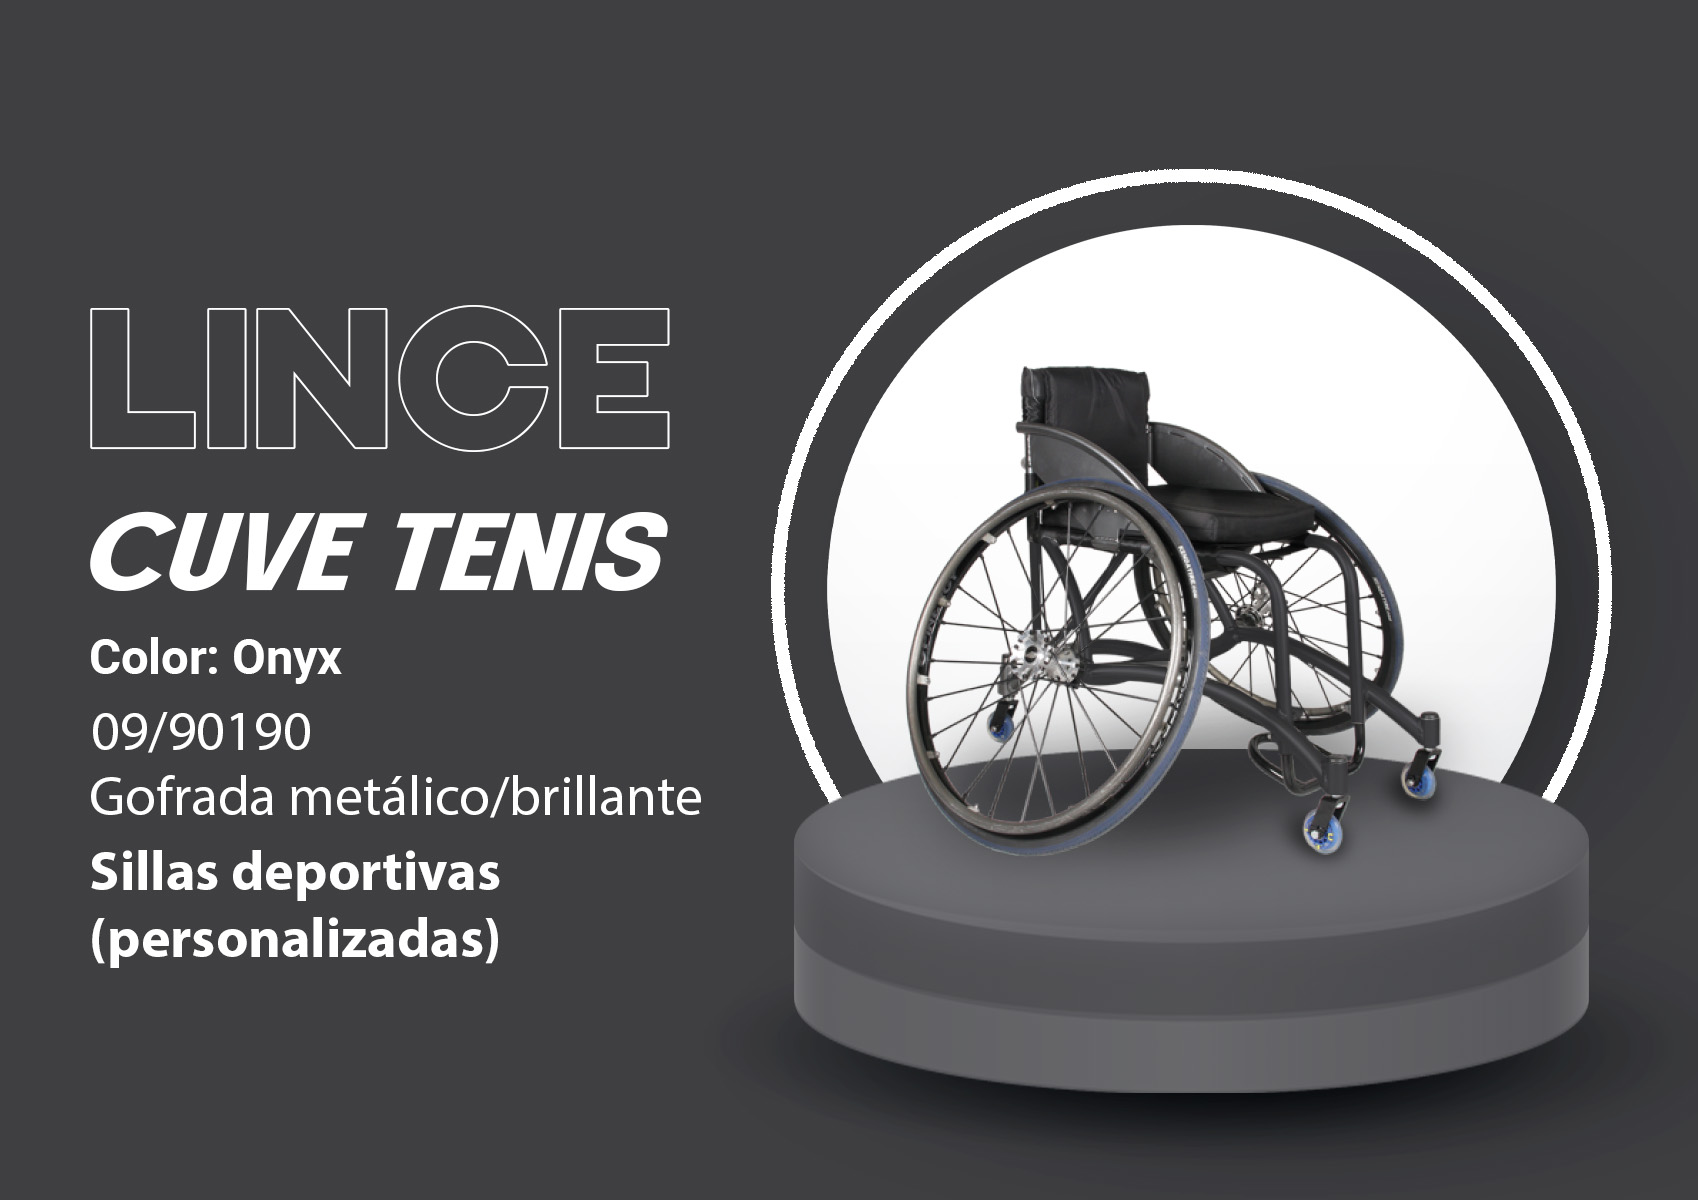 LINCE
CUVE TENIS
Color: Onyx
09/90190
Gofrada metálico/brillante
Sillas deportivas
(personalizadas)